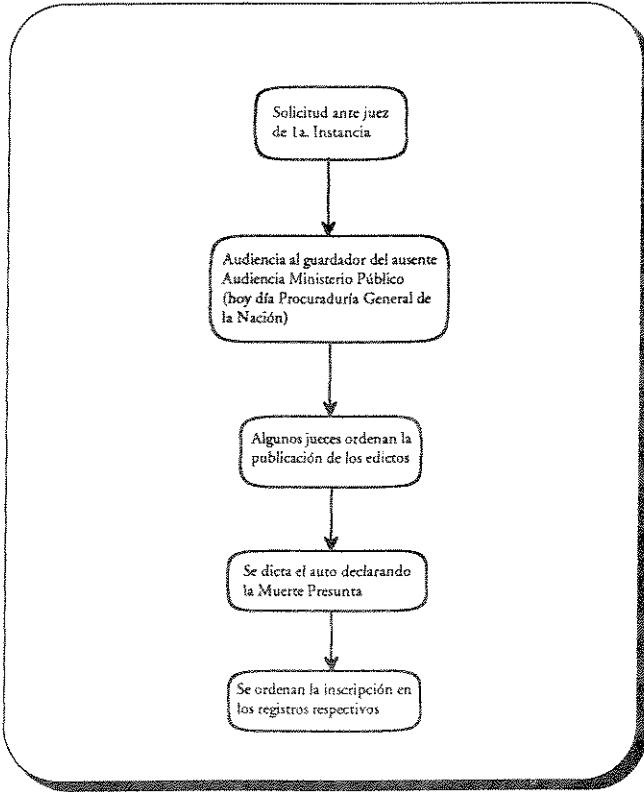 Solicitud ante juez
de 1a. Instancia
Audiencia al guardador del ausente
Audiencia Ministerio Público
(hoy día Procuraduría General de
la Nación)
Algunos jueces ordenan la
publicación de los edictos
Se dicta el auto declarando
la Muerte Presunta
Se ordenan la inscripción en
los registros respectivos